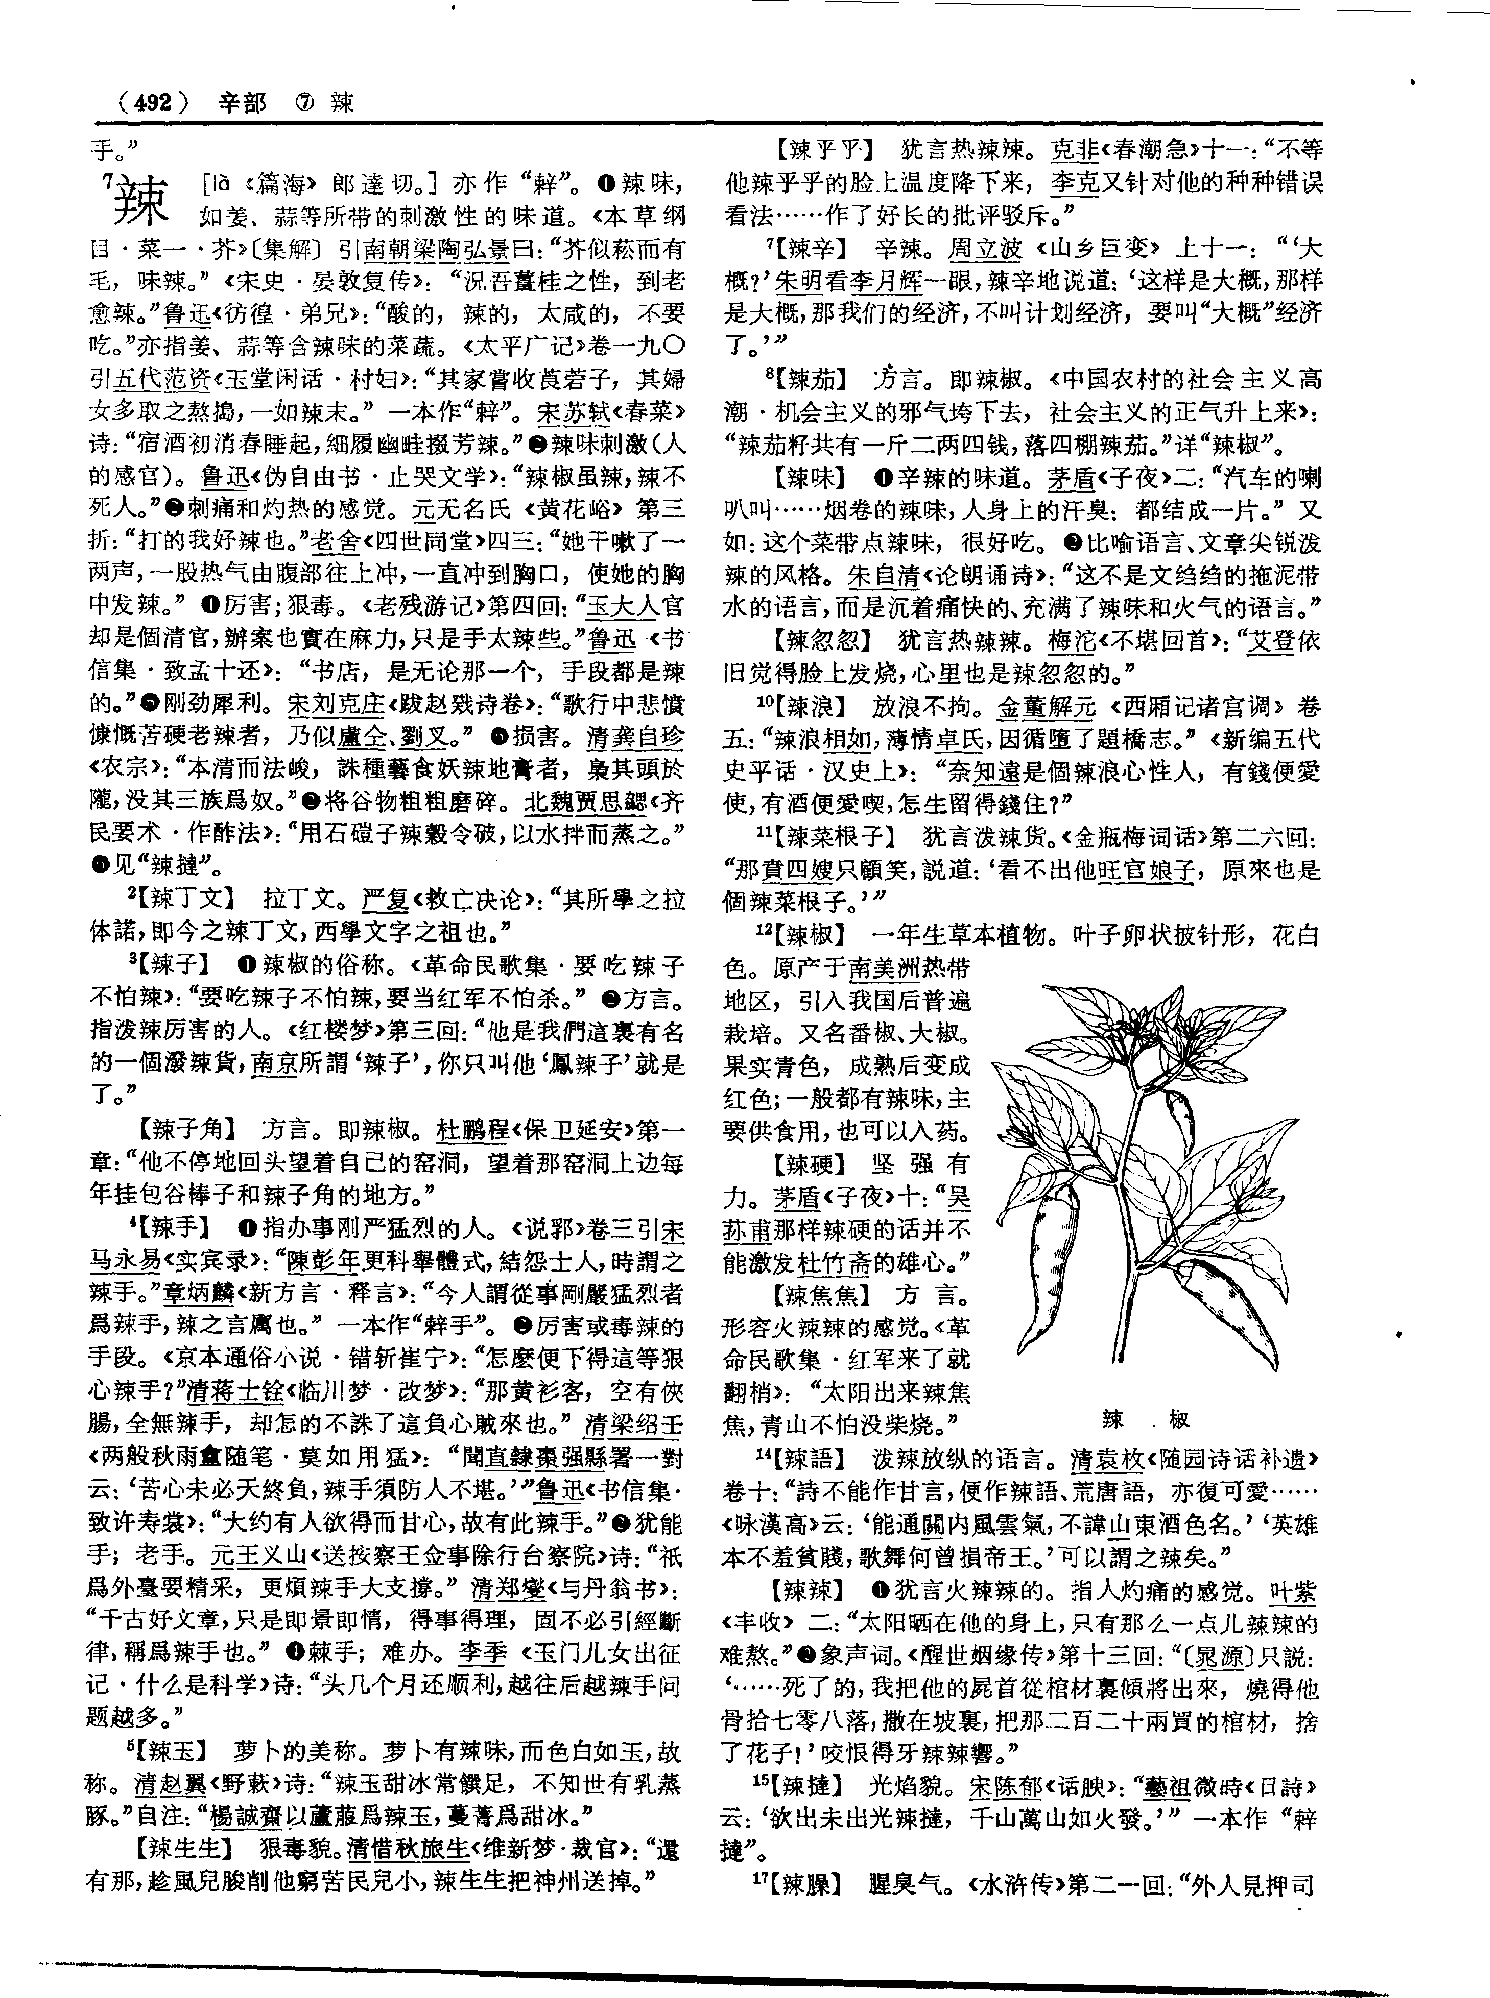 （492） 辛部 ⑦ 辣
手。”
⁷辣 [là 《篇海》 郎達切。] 亦作“辢”。❶辣味，
如姜、蒜等所带的刺激性的味道。《本草纲
目·菜一·芥》〔集解〕引南朝梁陶弘景曰：“芥似菘而有
毛，味辣。”《宋史·晏敦复传》：“况吾薑桂之性，到老
愈辣。”鲁迅《彷徨·弟兄》：“酸的，辣的，太咸的，不要
吃。”亦指姜、蒜等含辣味的菜蔬。《太平广记》卷一九〇
引五代范资《玉堂闲话·村妇》：“其家嘗收莨菪子，其婦
女多取之熬搗，一如辣末。”一本作“辢”。宋苏轼《春菜》
诗：“宿酒初消春睡起，細履幽畦掇芳辣。”❷辣味刺激（人
的感官）。鲁迅《伪自由书·止哭文学》：“辣椒虽辣，辣不
死人。”❸刺痛和灼热的感觉。元无名氏《黄花峪》第三
折：“打的我好辣也。”老舍《四世同堂》四三：“她干嗽了一
两声，一股热气由腹部往上冲，一直冲到胸口，使她的胸
中发辣。”❹厉害；狠毒。《老残游记》第四回：“玉大人官
却是個清官，辦案也實在麻力，只是手太辣些。”鲁迅《书
信集·致孟十还》：“书店，是无论那一个，手段都是辣
的。”❺刚劲犀利。宋刘克庄《跋赵戣诗卷》：“歌行中悲憤
慷慨苦硬老辣者，乃似盧仝、劉叉。”❻损害。清龚自珍
《农宗》：“本清而法峻，誅種藝食妖辣地膏者，梟其頭於
隴，没其三族爲奴。”❼将谷物粗粗磨碎。北魏贾思勰《齐
民要术·作酢法》：“用石磑子辣穀令破，以水拌而蒸之。”
❽见“辣撻”。
²【辣丁文】 拉丁文。严复《救亡决论》：“其所學之拉
体諾，即今之辣丁文，西學文字之祖也。”
³【辣子】 ❶辣椒的俗称。《革命民歌集·要吃辣子
不怕辣》：“要吃辣子不怕辣，要当红军不怕杀。”❷方言。
指泼辣厉害的人。《红楼梦》第三回：“他是我們這裏有名
的一個潑辣貨，南京所謂‘辣子’，你只叫他‘鳳辣子’就是
了。”
【辣子角】 方言。即辣椒。杜鹏程《保卫延安》第一
章：“他不停地回头望着自己的窑洞，望着那窑洞上边每
年挂包谷棒子和辣子角的地方。”
⁴【辣手】 ❶指办事刚严猛烈的人。《说郛》卷三引宋
马永易《实宾录》：“陳彭年更科舉體式，結怨士人，時謂之
辣手。”章炳麟《新方言·释言》：“今人謂從事剛嚴猛烈者
爲辣手，辣之言厲也。”一本作“辢手”。❷厉害或毒辣的
手段。《京本通俗小说·错斩崔宁》：“怎麽便下得這等狠
心辣手？”清蒋士铨《临川梦·改梦》：“那黄衫客，空有俠
腸，全無辣手，却怎的不誅了這負心賊來也。”清梁绍壬
《两般秋雨盦随笔·莫如用猛》：“聞直隸棗强縣署一對
云：‘苦心未必天終負，辣手須防人不堪。’”鲁迅《书信集·
致许寿裳》：“大约有人欲得而甘心，故有此辣手。”❸犹能
手；老手。元王义山《送按察王佥事除行台察院》诗：“祇
爲外臺要精采，更煩辣手大支撐。”清郑燮《与丹翁书》：
“千古好文章，只是即景即情，得事得理，固不必引經斷
律，稱爲辣手也。”❹棘手；难办。李季《玉门儿女出征
记·什么是科学》诗：“头几个月还顺利，越往后越辣手问
题越多。”
⁵【辣玉】 萝卜的美称。萝卜有辣味，而色白如玉，故
称。清赵翼《野蔌》诗：“辣玉甜冰常饌足，不知世有乳蒸
豚。”自注：“楊誠齋以蘆菔爲辣玉，蔓菁爲甜冰。”
【辣生生】 狠毒貌。清惜秋旅生《维新梦·裁官》：“還
有那，趁風兒朘削他窮苦民兒小，辣生生把神州送掉。”
【辣乎乎】 犹言热辣辣。克非《春潮急》十一：“不等
他辣乎乎的脸上温度降下来，李克又针对他的种种错误
看法……作了好长的批评驳斥。”
⁷【辣辛】 辛辣。周立波《山乡巨变》上十一：“‘大
概？’朱明看李月辉一眼，辣辛地说道：‘这样是大概，那样
是大概，那我们的经济，不叫计划经济，要叫“大概”经济
了。’”
⁸【辣茄】 方言。即辣椒。《中国农村的社会主义高
潮·机会主义的邪气垮下去，社会主义的正气升上来》：
“辣茄籽共有一斤二两四钱，落四棚辣茄。”详“辣椒”。
【辣味】 ❶辛辣的味道。茅盾《子夜》二：“汽车的喇
叭叫……烟卷的辣味，人身上的汗臭：都结成一片。”又
如：这个菜带点辣味，很好吃。❷比喻语言、文章尖锐泼
辣的风格。朱自清《论朗诵诗》：“这不是文绉绉的拖泥带
水的语言，而是沉着痛快的、充满了辣味和火气的语言。”
【辣忽忽】 犹言热辣辣。梅沱《不堪回首》：“艾登依
旧觉得脸上发烧，心里也是辣忽忽的。”
¹⁰【辣浪】 放浪不拘。金董解元《西厢记诸宫调》卷
五：“辣浪相如，薄情卓氏，因循墮了題橋志。”《新编五代
史平话·汉史上》：“奈知遠是個辣浪心性人，有錢便愛
使，有酒便愛喫，怎生留得錢住？”
¹¹【辣菜根子】 犹言泼辣货。《金瓶梅词话》第二六回：
“那賁四嫂只顧笑，説道：‘看不出他旺官娘子，原來也是
個辣菜根子。’”
¹²【辣椒】 一年生草本植物。叶子卵状披针形，花白
色。原产于南美洲热带
地区，引入我国后普遍
栽培。又名番椒、大椒。
果实青色，成熟后变成
红色；一般都有辣味，主
要供食用，也可以入药。
【辣硬】 坚强有
力。茅盾《子夜》十：“吴
荪甫那样辣硬的话并不
能激发杜竹斋的雄心。”
【辣焦焦】 方言。
形容火辣辣的感觉。《革
命民歌集·红军来了就
翻梢》：“太阳出来辣焦
焦，青山不怕没柴烧。”
辣 椒
¹⁴【辣語】 泼辣放纵的语言。清袁枚《随园诗话补遗》
卷十：“詩不能作甘言，便作辣語、荒唐語，亦復可愛……
《咏漢高》云：‘能通關内風雲氣，不諱山東酒色名。’‘英雄
本不羞貧賤，歌舞何曾損帝王。’可以謂之辣矣。”
【辣辣】 ❶犹言火辣辣的。指人灼痛的感觉。叶紫
《丰收》二：“太阳晒在他的身上，只有那么一点儿辣辣的
难熬。”❷象声词。《醒世姻缘传》第十三回：“〔晁源〕只説：
‘……死了的，我把他的屍首從棺材裏傾將出來，燒得他
骨拾七零八落，撒在坡裏，把那二百二十兩買的棺材，捨
了花子！’咬恨得牙辣辣響。”
¹⁵【辣撻】 光焰貌。宋陈郁《话腴》：“藝祖微時《日詩》
云：‘欲出未出光辣撻，千山萬山如火發。’”一本作“辢
撻”。
¹⁷【辣臊】 腥臭气。《水浒传》第二一回：“外人見押司